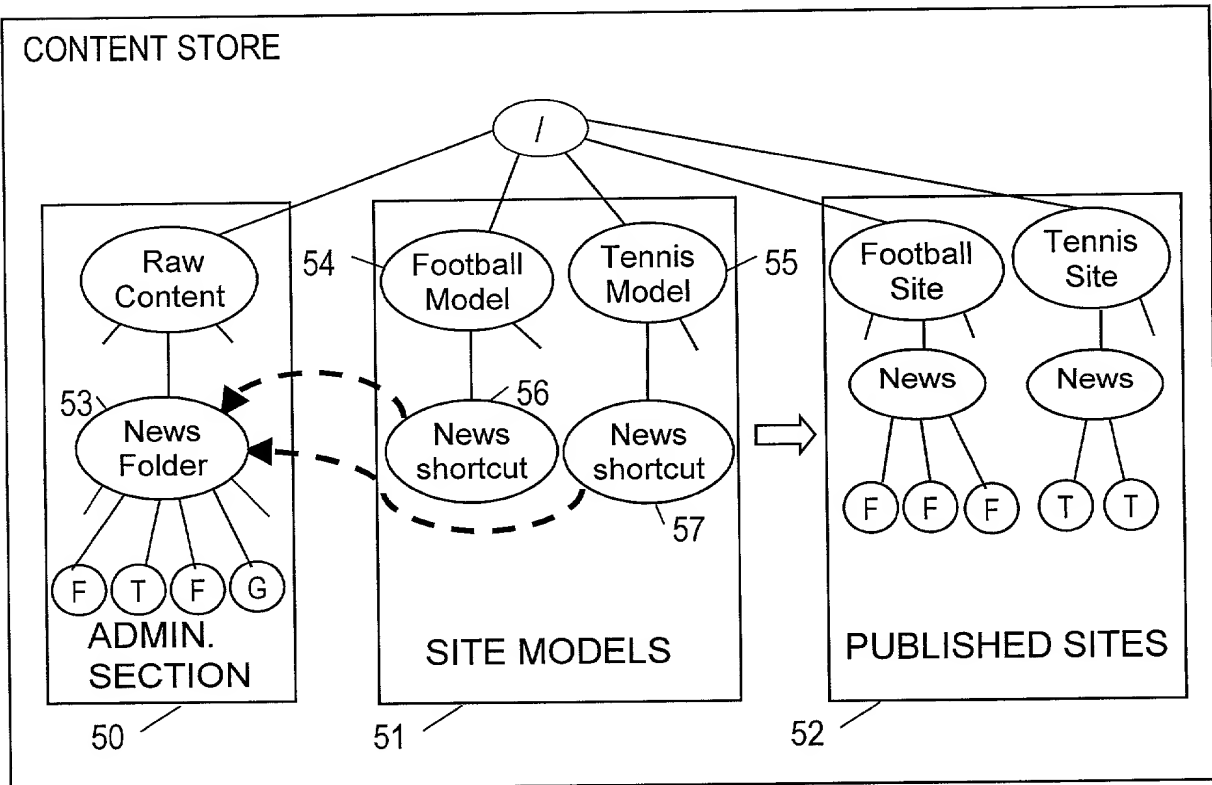 CONTENT STORE
/
Raw
Content
54
Football
Model
Tennis
Model
55
Football
Site
Tennis
Site
53
News
Folder
56
News
shortcut
News
shortcut
57
News
News
F
F
F
T
T
F
T
F
G
ADMIN.
SECTION
SITE MODELS
PUBLISHED SITES
50
51
52